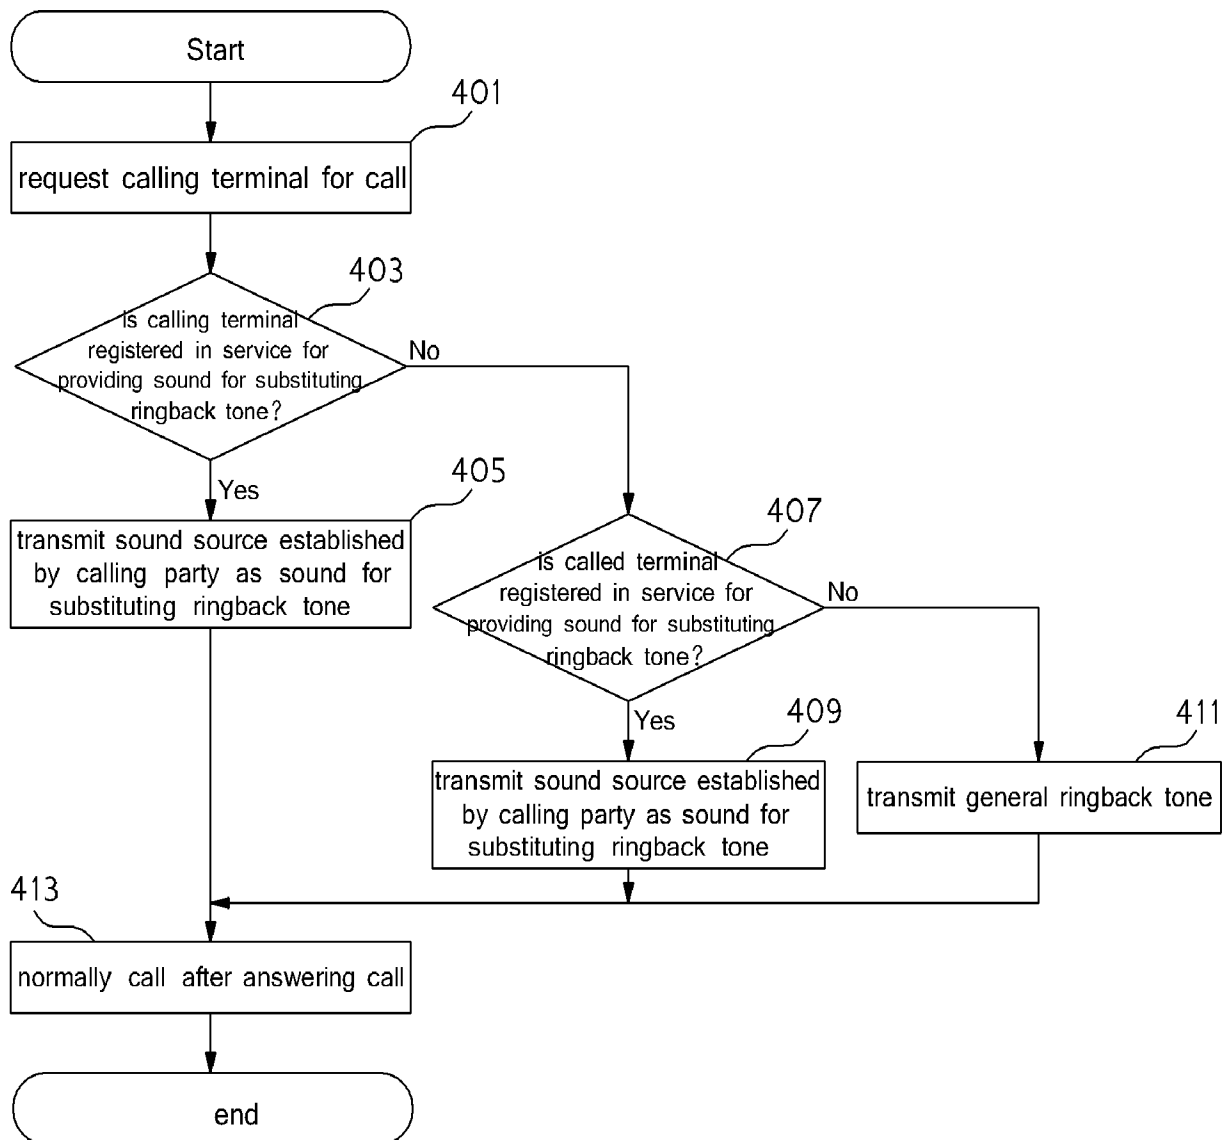 Start
401
request calling terminal for call
403
is calling terminal
registered in service for
providing sound for substituting
ringback tone?
No
Yes
405
transmit sound source established
by calling party as sound for
substituting ringback tone
407
is called terminal
registered in service for
providing sound for substituting
ringback tone?
No
Yes
409
transmit sound source established
by calling party as sound for
substituting ringback tone
411
transmit general ringback tone
413
normally call after answering call
end